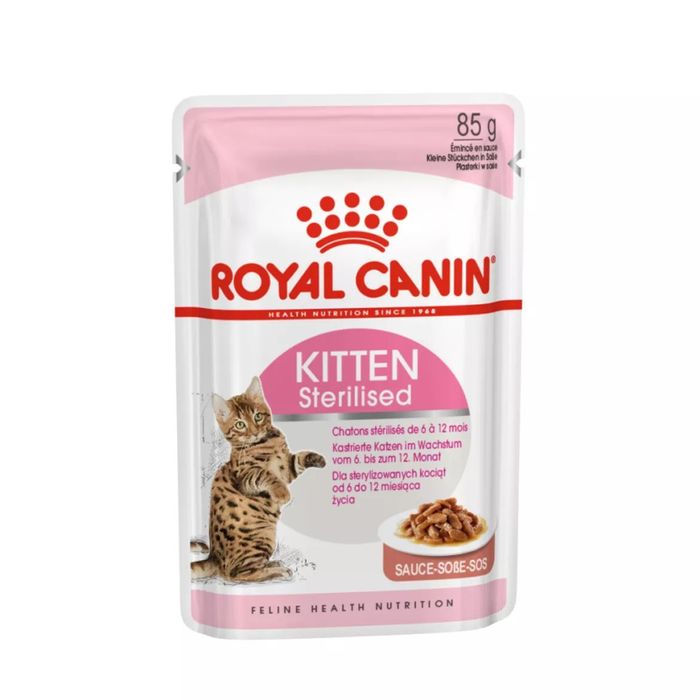 85 g
Émincé en sauce
Kleine Stückchen in Soße
Plasterki w sosie
ROYAL CANIN®
HEALTH NUTRITION SINCE 1968
KITTEN
Sterilised
Chatons stérilisés de 6 à 12 mois
Kastrierte Katzen im Wachstum
vom 6. bis zum 12. Monat
Dla sterylizowanych kociąt
od 6 do 12 miesiąca
życia
SAUCE-SOßE-SOS
FELINE HEALTH NUTRITION